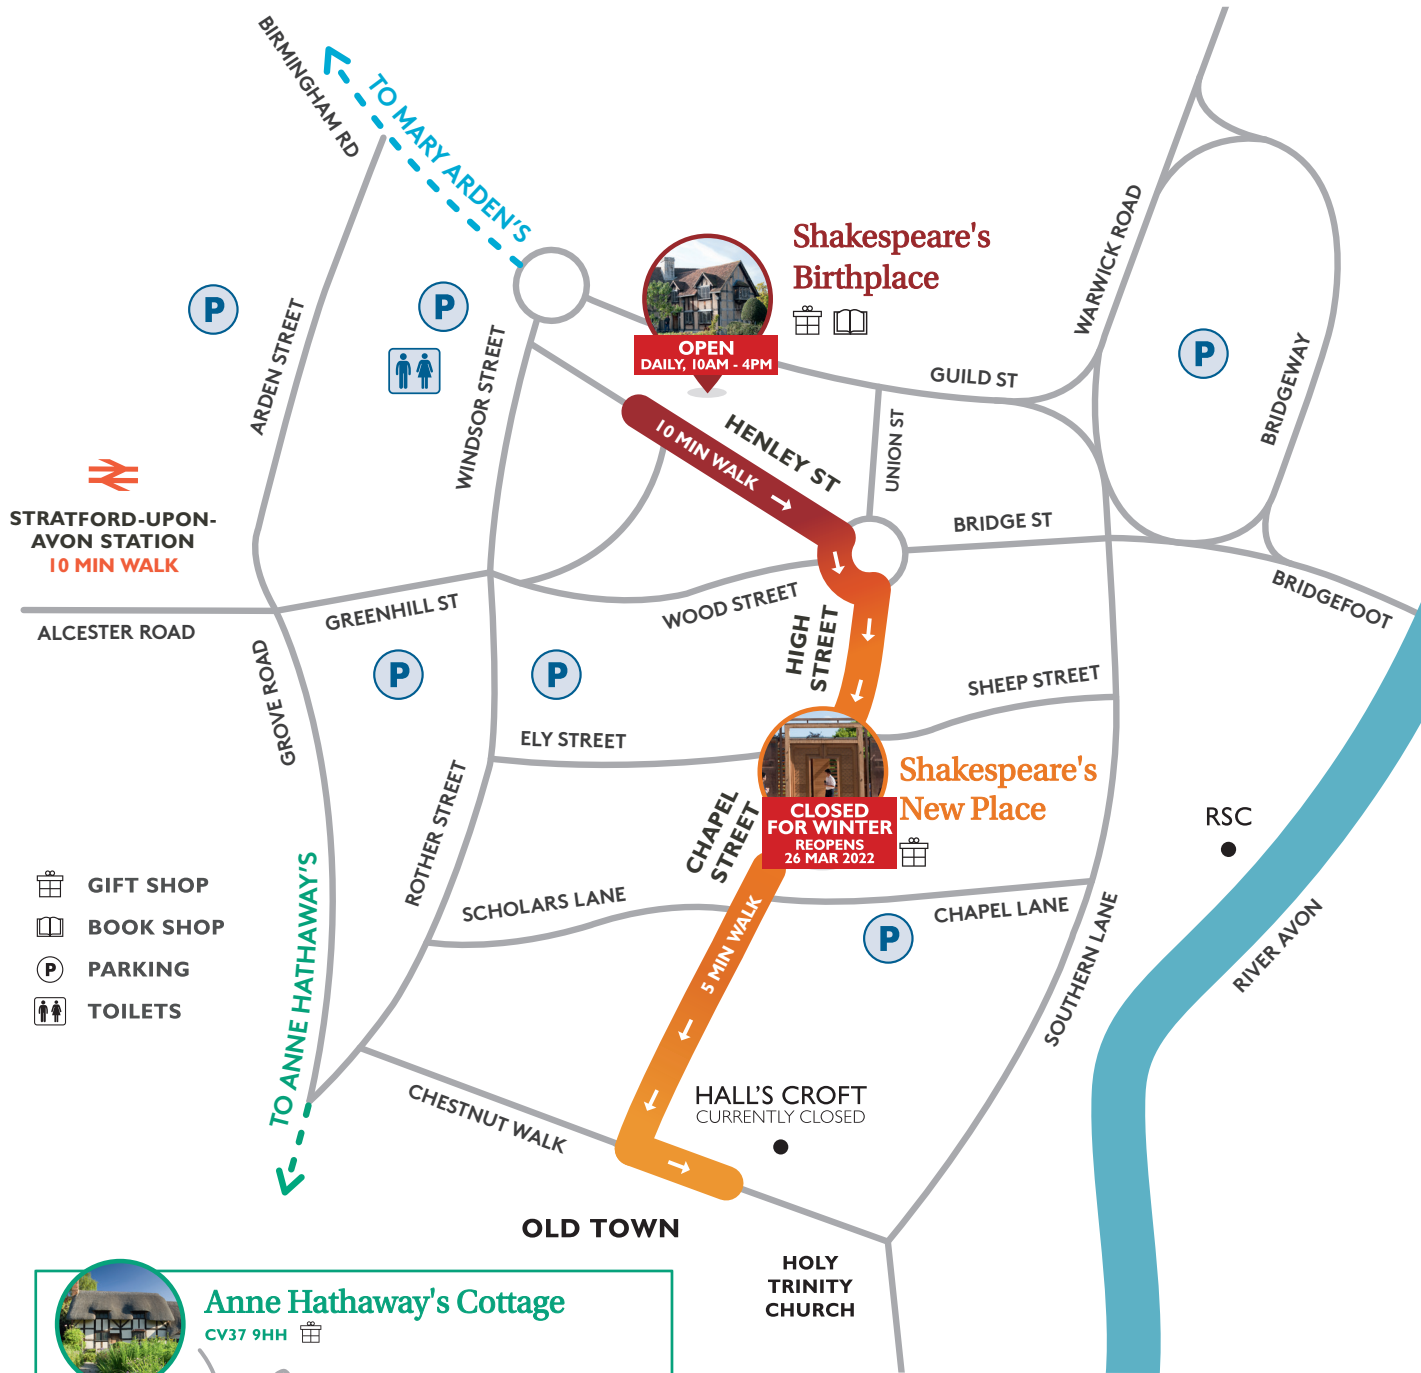 BIRMINGHAM RD
TO MARY ARDEN'S
Shakespeare's
Birthplace
OPEN
DAILY, 10AM - 4PM
WARWICK ROAD
P
P
P
ARDEN STREET
WINDSOR STREET
GUILD ST
BRIDGEWAY
HENLEY ST
10 MIN WALK
UNION ST
STRATFORD-UPON-
AVON STATION
10 MIN WALK
BRIDGE ST
BRIDGEFOOT
GREENHILL ST
WOOD STREET
ALCESTER ROAD
HIGH
STREET
GROVE ROAD
P
P
SHEEP STREET
ELY STREET
Shakespeare's
New Place
CLOSED
FOR WINTER
REOPENS
26 MAR 2022
CHAPEL
STREET
ROTHER STREET
RSC
GIFT SHOP
BOOK SHOP
P PARKING
TOILETS
TO ANNE HATHAWAY'S
SCHOLARS LANE
CHAPEL LANE
P
5 MIN WALK
SOUTHERN LANE
RIVER AVON
CHESTNUT WALK
HALL'S CROFT
CURRENTLY CLOSED
OLD TOWN
HOLY
TRINITY
CHURCH
Anne Hathaway's Cottage
CV37 9HH